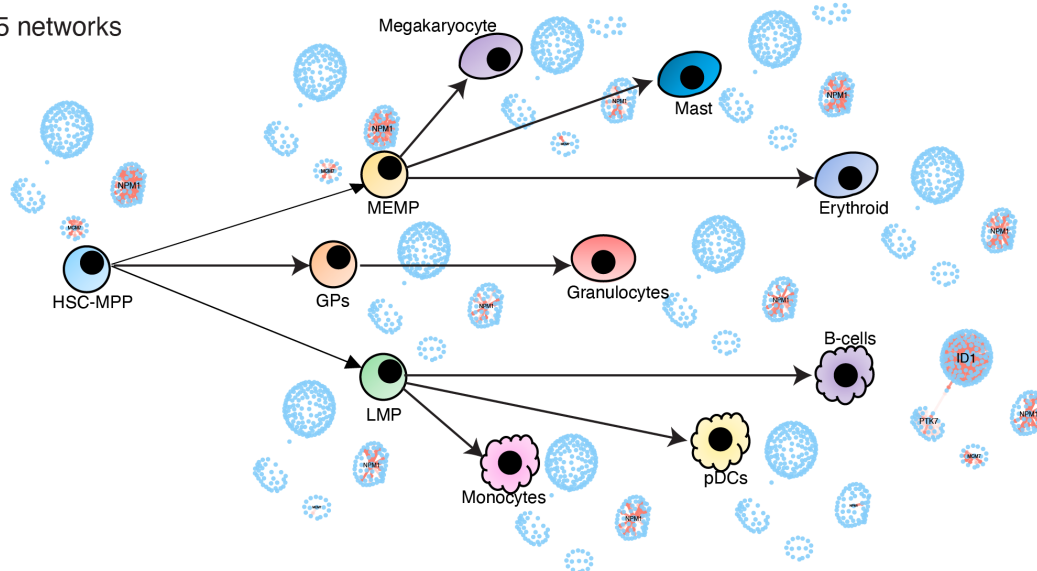 5 networks
Megakaryocyte
Mast
NPM1
NPM1
NPM1
NPM1
MEMP
Erythroid
NPM1
HSC-MPP
GPs
Granulocytes
NPM1
NPM1
B-cells
ID1
PTK7
NPM1
LMP
NPM1
pDCs
Monocytes
NPM1